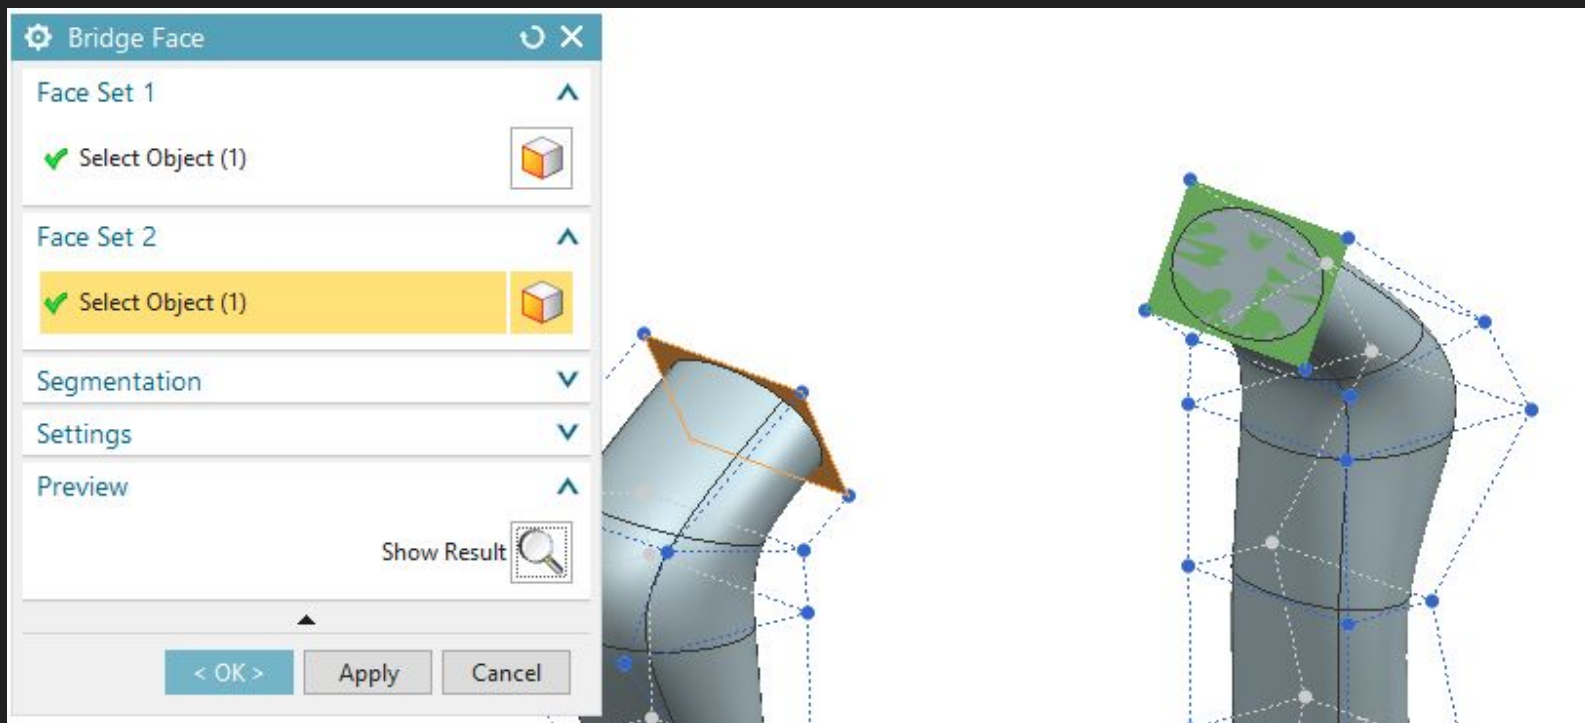 Bridge Face
Face Set 1
Select Object (1)
Face Set 2
Select Object (1)
Segmentation
Settings
Preview
Show Result
< OK >
Apply
Cancel